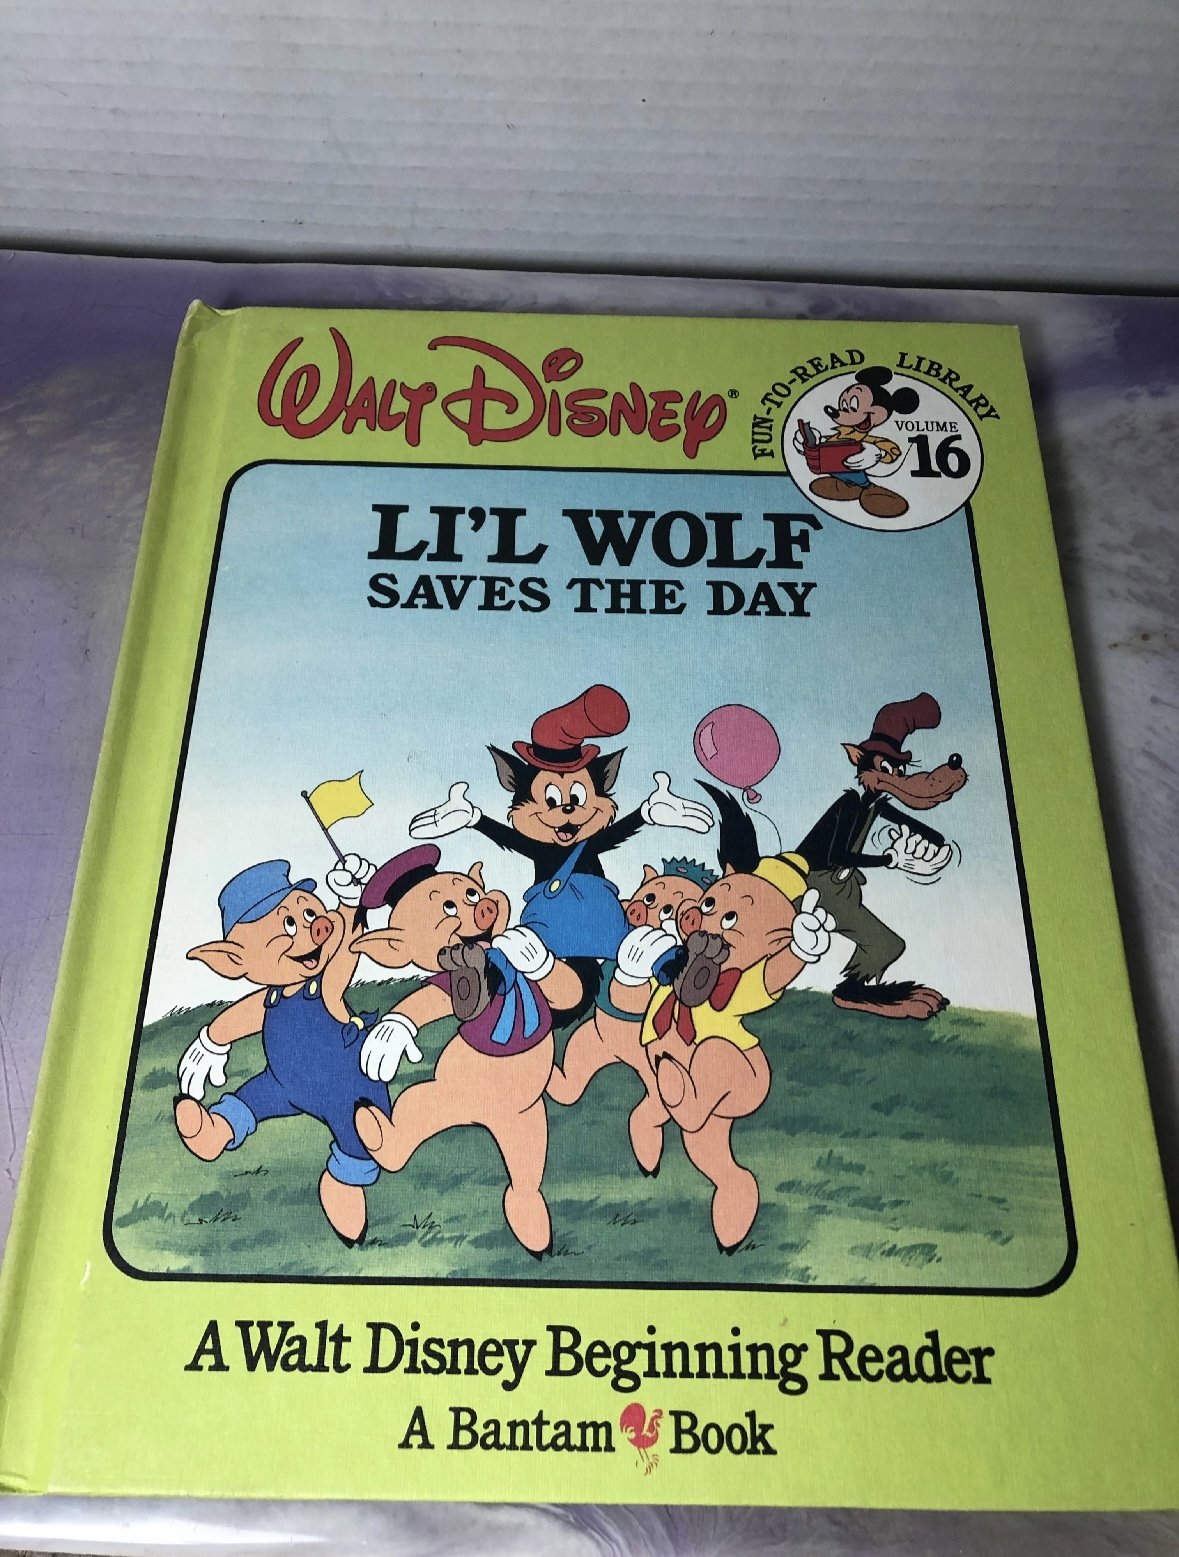 WALT DISNEY®
FUN-TO-READ LIBRARY
VOLUME
16
LI'L WOLF
SAVES THE DAY
A Walt Disney Beginning Reader
A Bantam Book